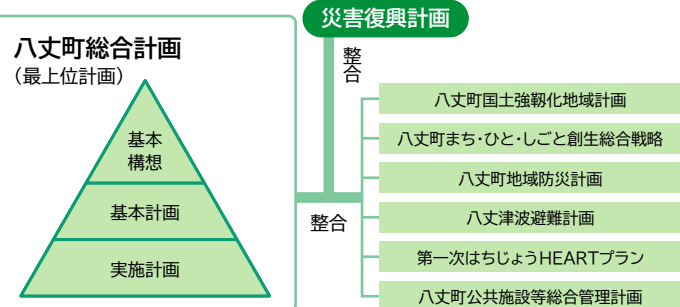 災害復興計画
八丈町総合計画
（最上位計画）
基本
構想
基本計画
実施計画
整合
整合
八丈町国土強靱化地域計画
八丈町まち・ひと・しごと創生総合戦略
八丈町地域防災計画
八丈津波避難計画
第一次はちじょうHEARTプラン
八丈町公共施設等総合管理計画